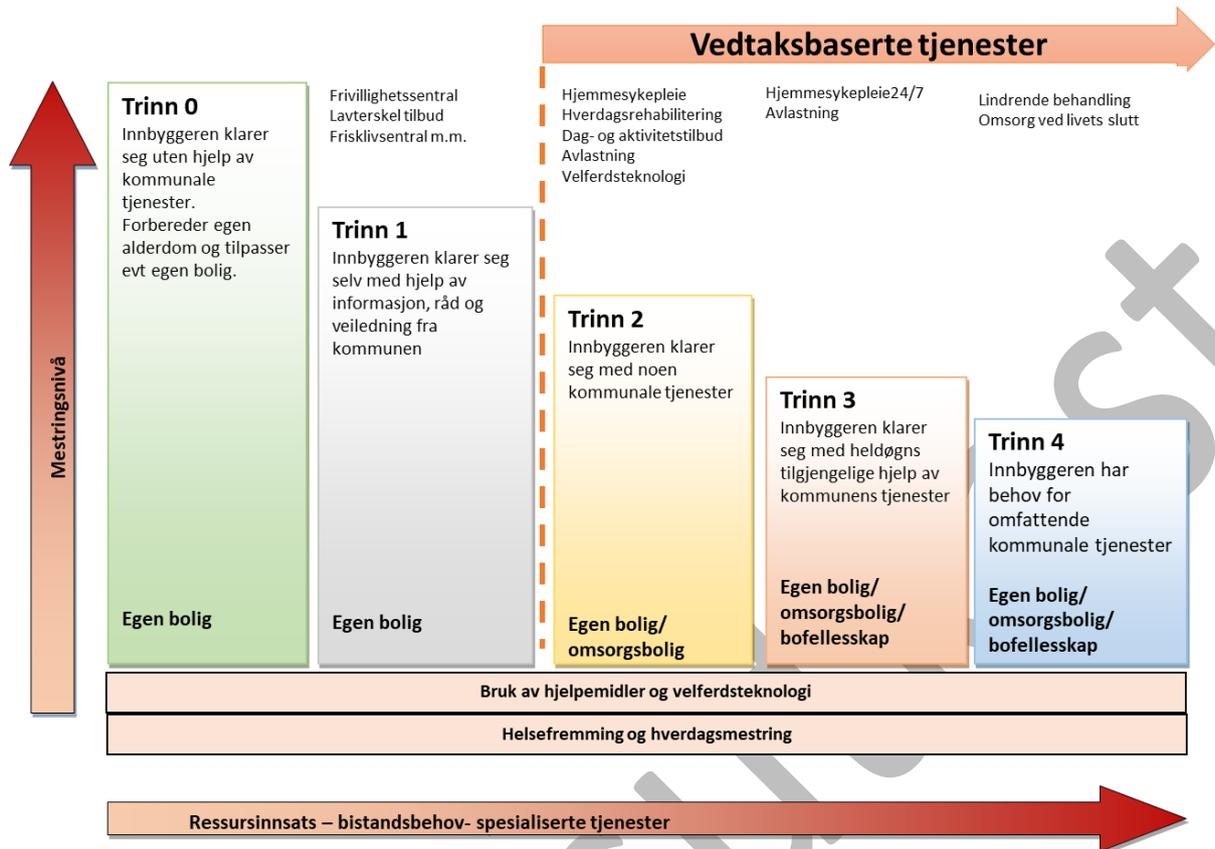 Vedtaksbaserte tjenester
Trinn 0
Innbyggeren klarer
seg uten hjelp av
kommunale
tjenester.
Forbereder egen
alderdom og tilpasser
evt egen bolig.
Egen bolig
Frivillighetssentral
Lavterskel tilbud
Frisklivsentral m.m.
Trinn 1
Innbyggeren klarer seg
selv med hjelp av
informasjon, råd og
veiledning fra
kommunen
Egen bolig
Hjemmesykepleie
Hverdagsrehabilitering
Dag- og aktivitetstilbud
Avlastning
Velferdsteknologi
Trinn 2
Innbyggeren klarer
seg med noen
kommunale tjenester
Egen bolig/
omsorgsbolig
Hjemmesykepleie24/7
Avlastning
Trinn 3
Innbyggeren klarer
seg med heldøgns
tilgjengelige hjelp av
kommunens tjenester
Egen bolig/
omsorgsbolig/
bofellesskap
Lindrende behandling
Omsorg ved livets slutt
Trinn 4
Innbyggeren har
behov for
omfattende
kommunale tjenester
Egen bolig/
omsorgsbolig/
bofellesskap
Mestringsnivå
Bruk av hjelpemidler og velferdsteknologi
Helsefremming og hverdagsmestring
Ressursinnsats – bistandsbehov- spesialiserte tjenester